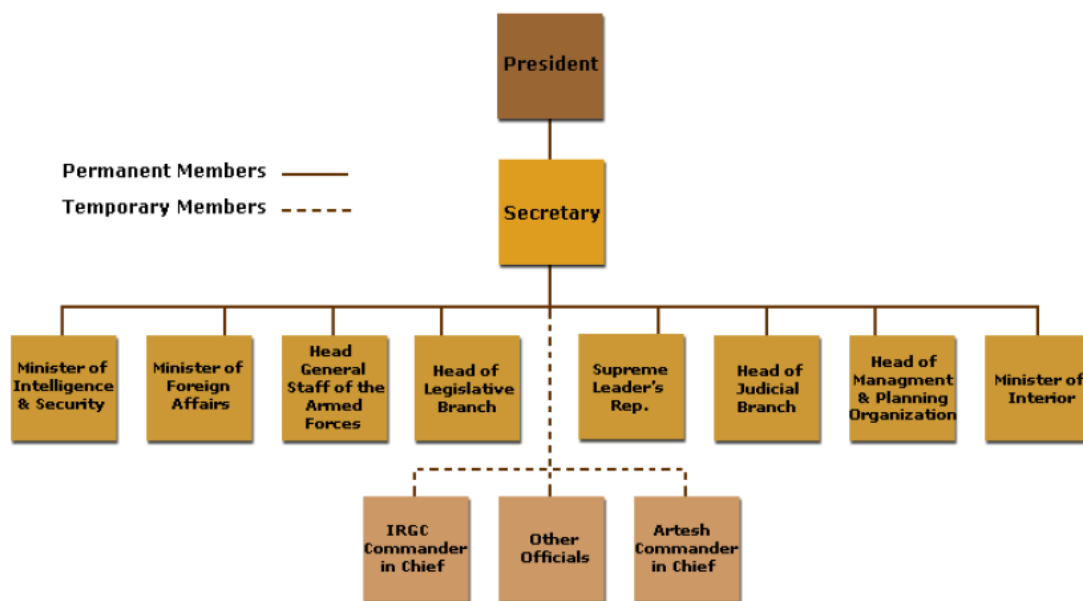 President
Permanent Members
Temporary Members
Secretary
Minister of
Intelligence
& Security
Minister of
Foreign
Affairs
Head
General
Staff of the
Armed
Forces
Head of
Legislative
Branch
Supreme
Leader's
Rep.
Head of
Judicial
Branch
Head of
Managment
& Planning
Organization
Minister of
Interior
IRGC
Commander
in Chief
Other
Officials
Artesh
Commander
in Chief